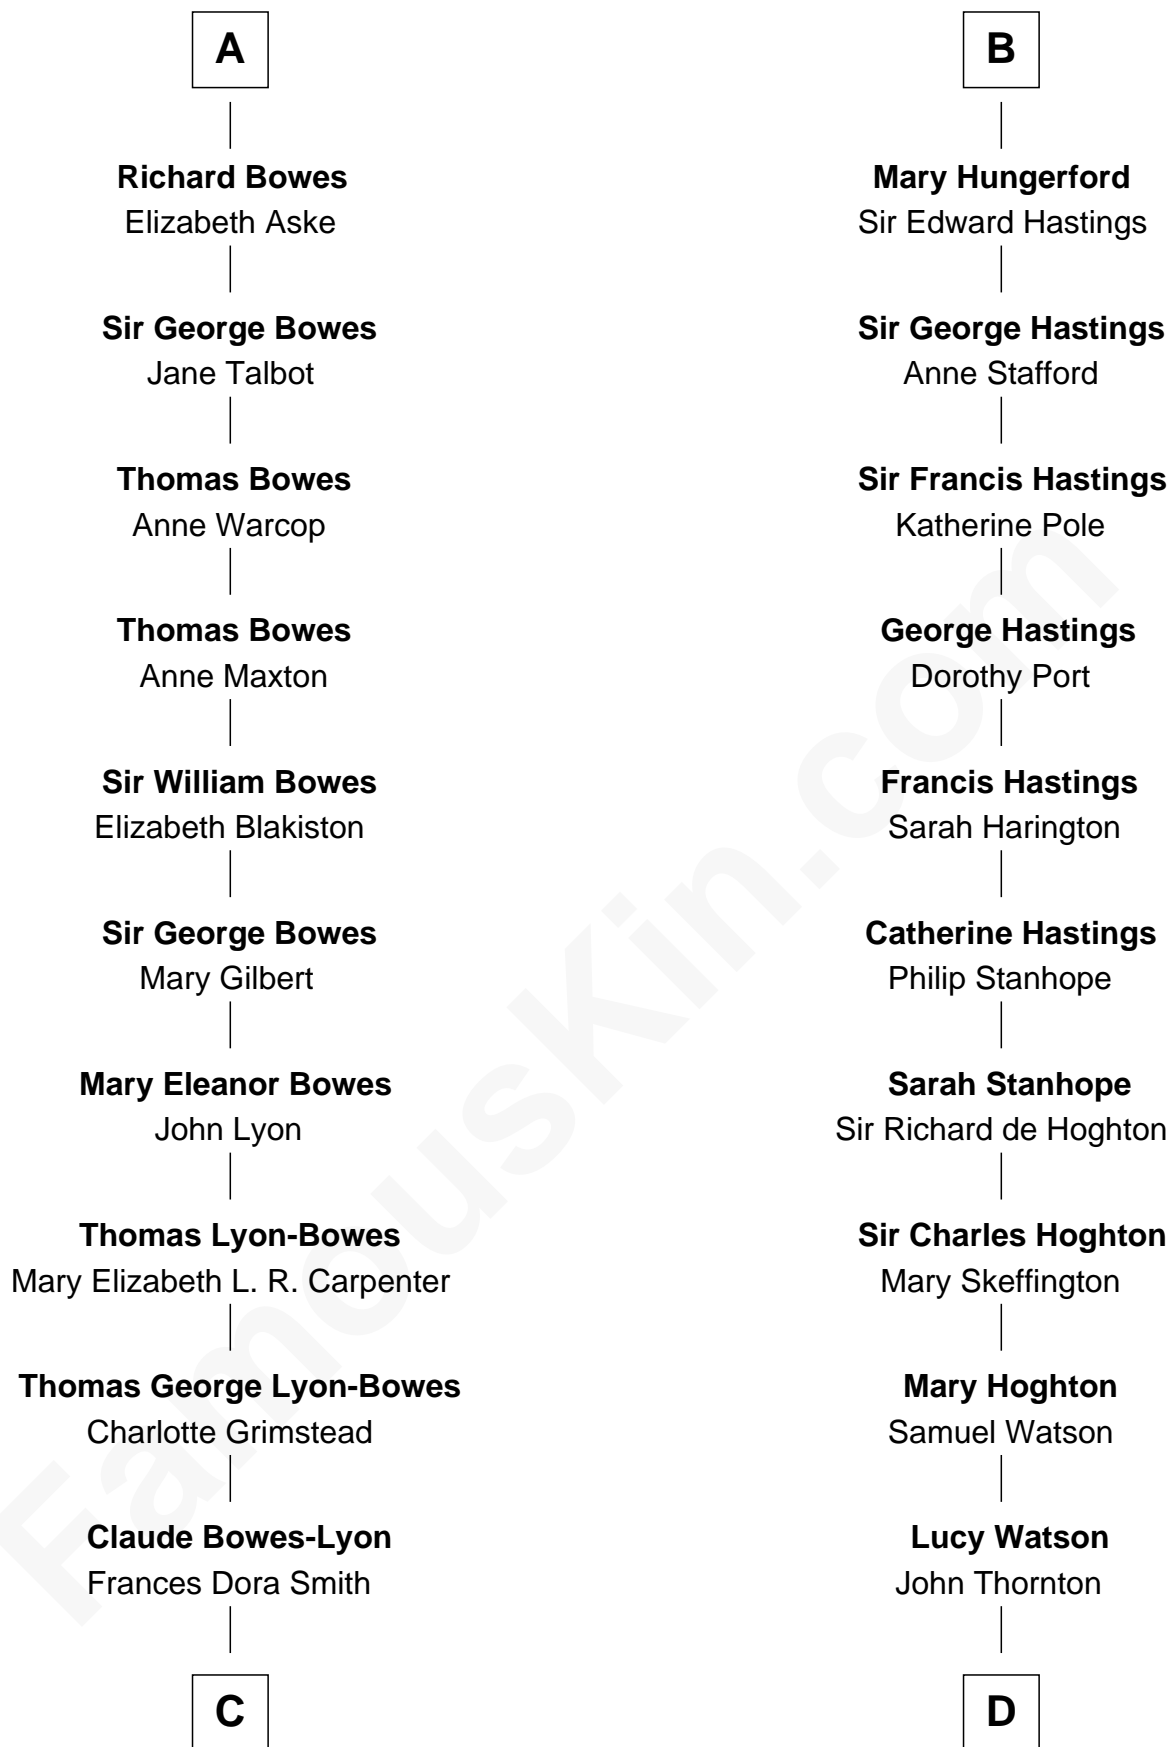 A
Richard Bowes
Elizabeth Aske
Sir George Bowes
Jane Talbot
Thomas Bowes
Anne Warcop
Thomas Bowes
Anne Maxton
Sir William Bowes
Elizabeth Blakiston
Sir George Bowes
Mary Gilbert
Mary Eleanor Bowes
John Lyon
Thomas Lyon-Bowes
Mary Elizabeth L. R. Carpenter
Thomas George Lyon-Bowes
Charlotte Grimstead
Claude Bowes-Lyon
Frances Dora Smith
C
B
Mary Hungerford
Sir Edward Hastings
Sir George Hastings
Anne Stafford
Sir Francis Hastings
Katherine Pole
George Hastings
Dorothy Port
Francis Hastings
Sarah Harington
Catherine Hastings
Philip Stanhope
Sarah Stanhope
Sir Richard de Hoghton
Sir Charles Hoghton
Mary Skeffington
Mary Hoghton
Samuel Watson
Lucy Watson
John Thornton
D
FamousKin.com